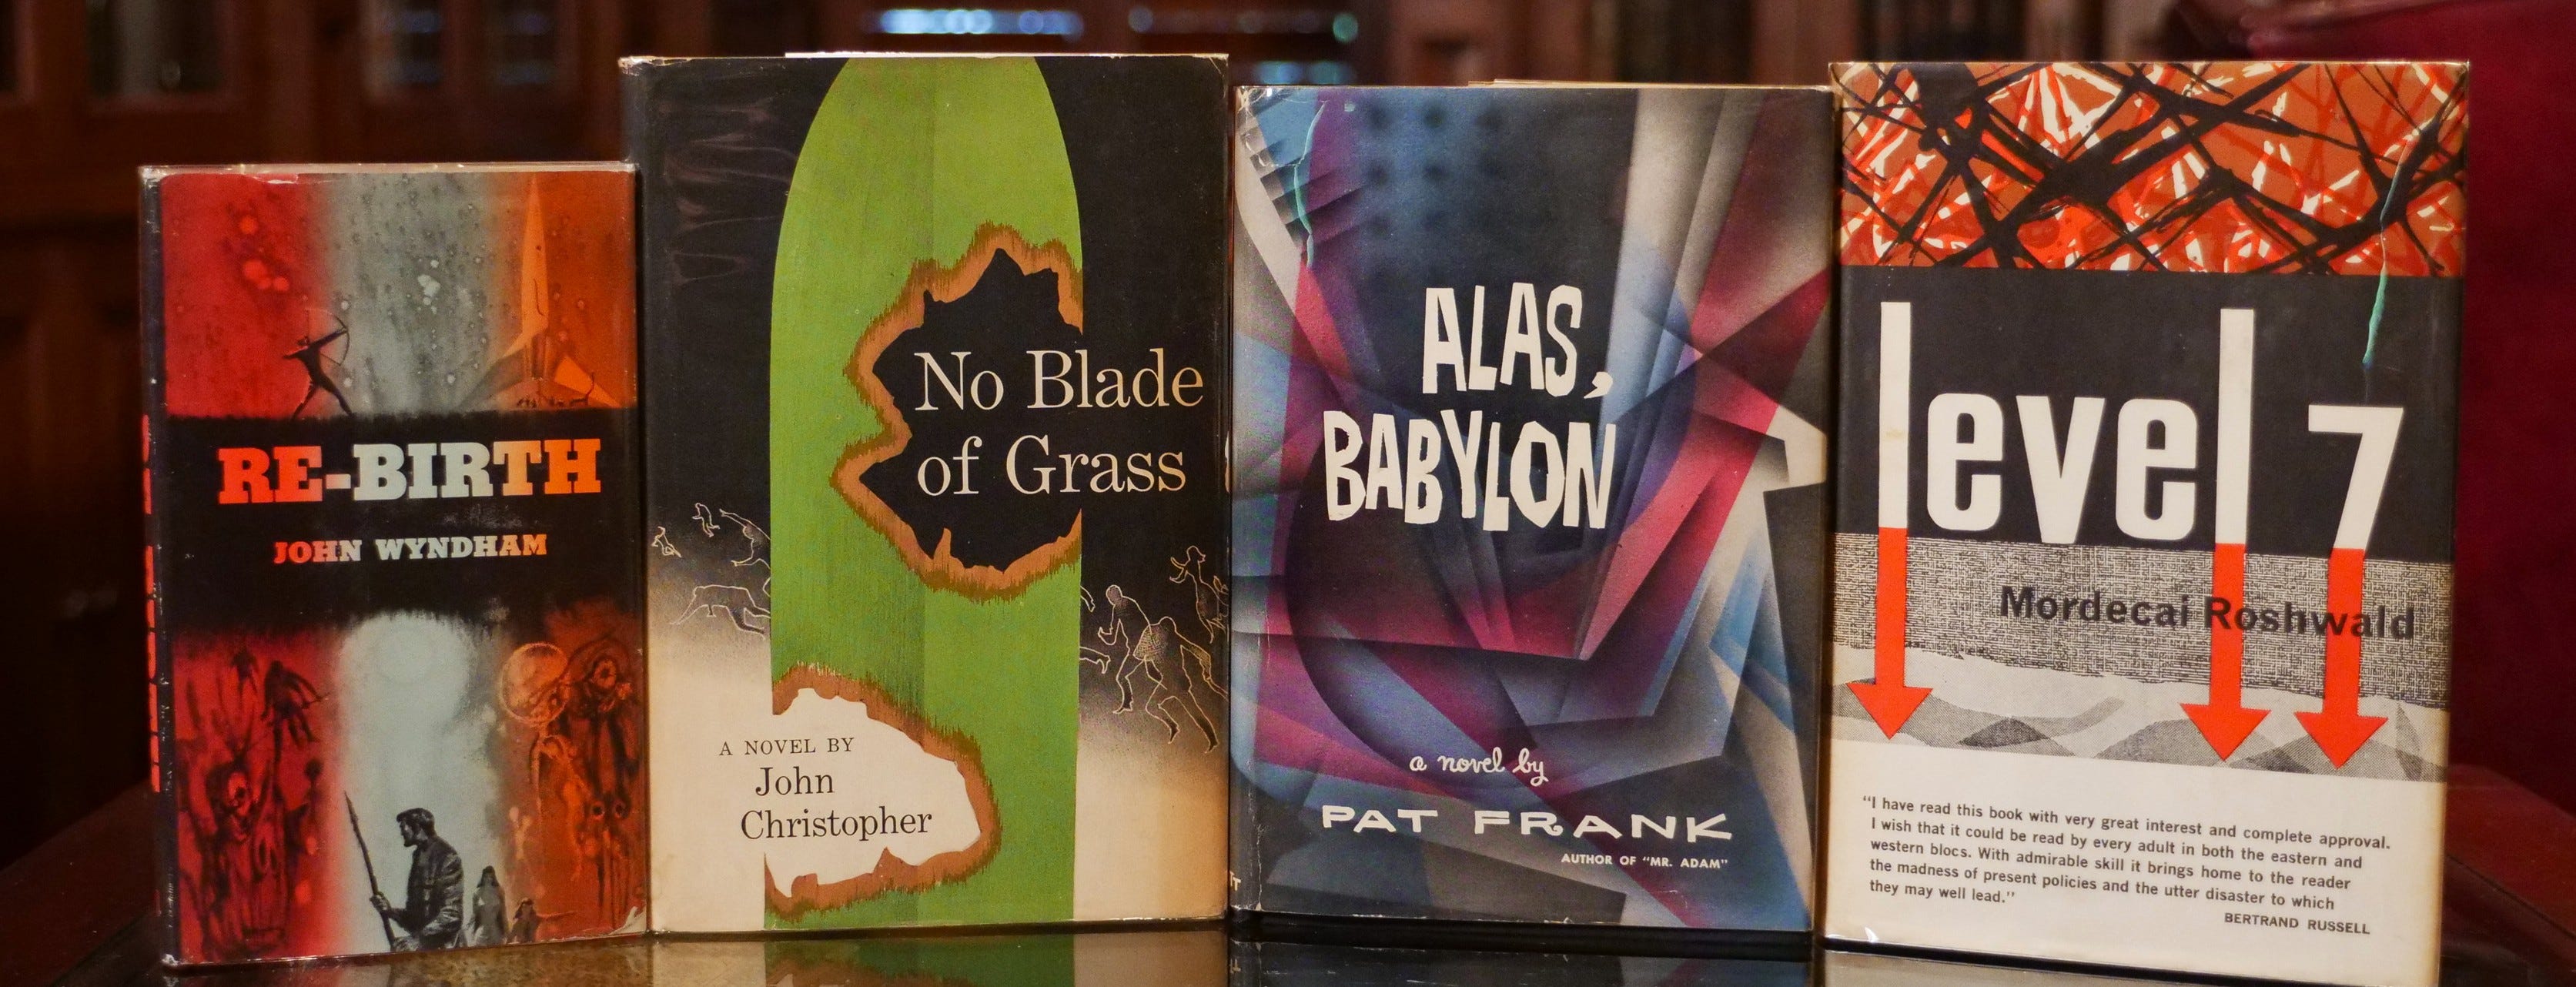 RE-BIRTH
JOHN WYNDHAM
No Blade
of Grass
A NOVEL BY
John
Christopher
ALAS,
BABYLON
a novel by
PAT FRANK
AUTHOR OF "MR. ADAM"
level 7
Mordecai Roshwald
"I have read this book with very great interest and complete approval.
I wish that it could be read by every adult in both the eastern and
western blocs. With admirable skill it brings home to the reader
the madness of present policies and the utter disaster to which
they may well lead."
BERTRAND RUSSELL